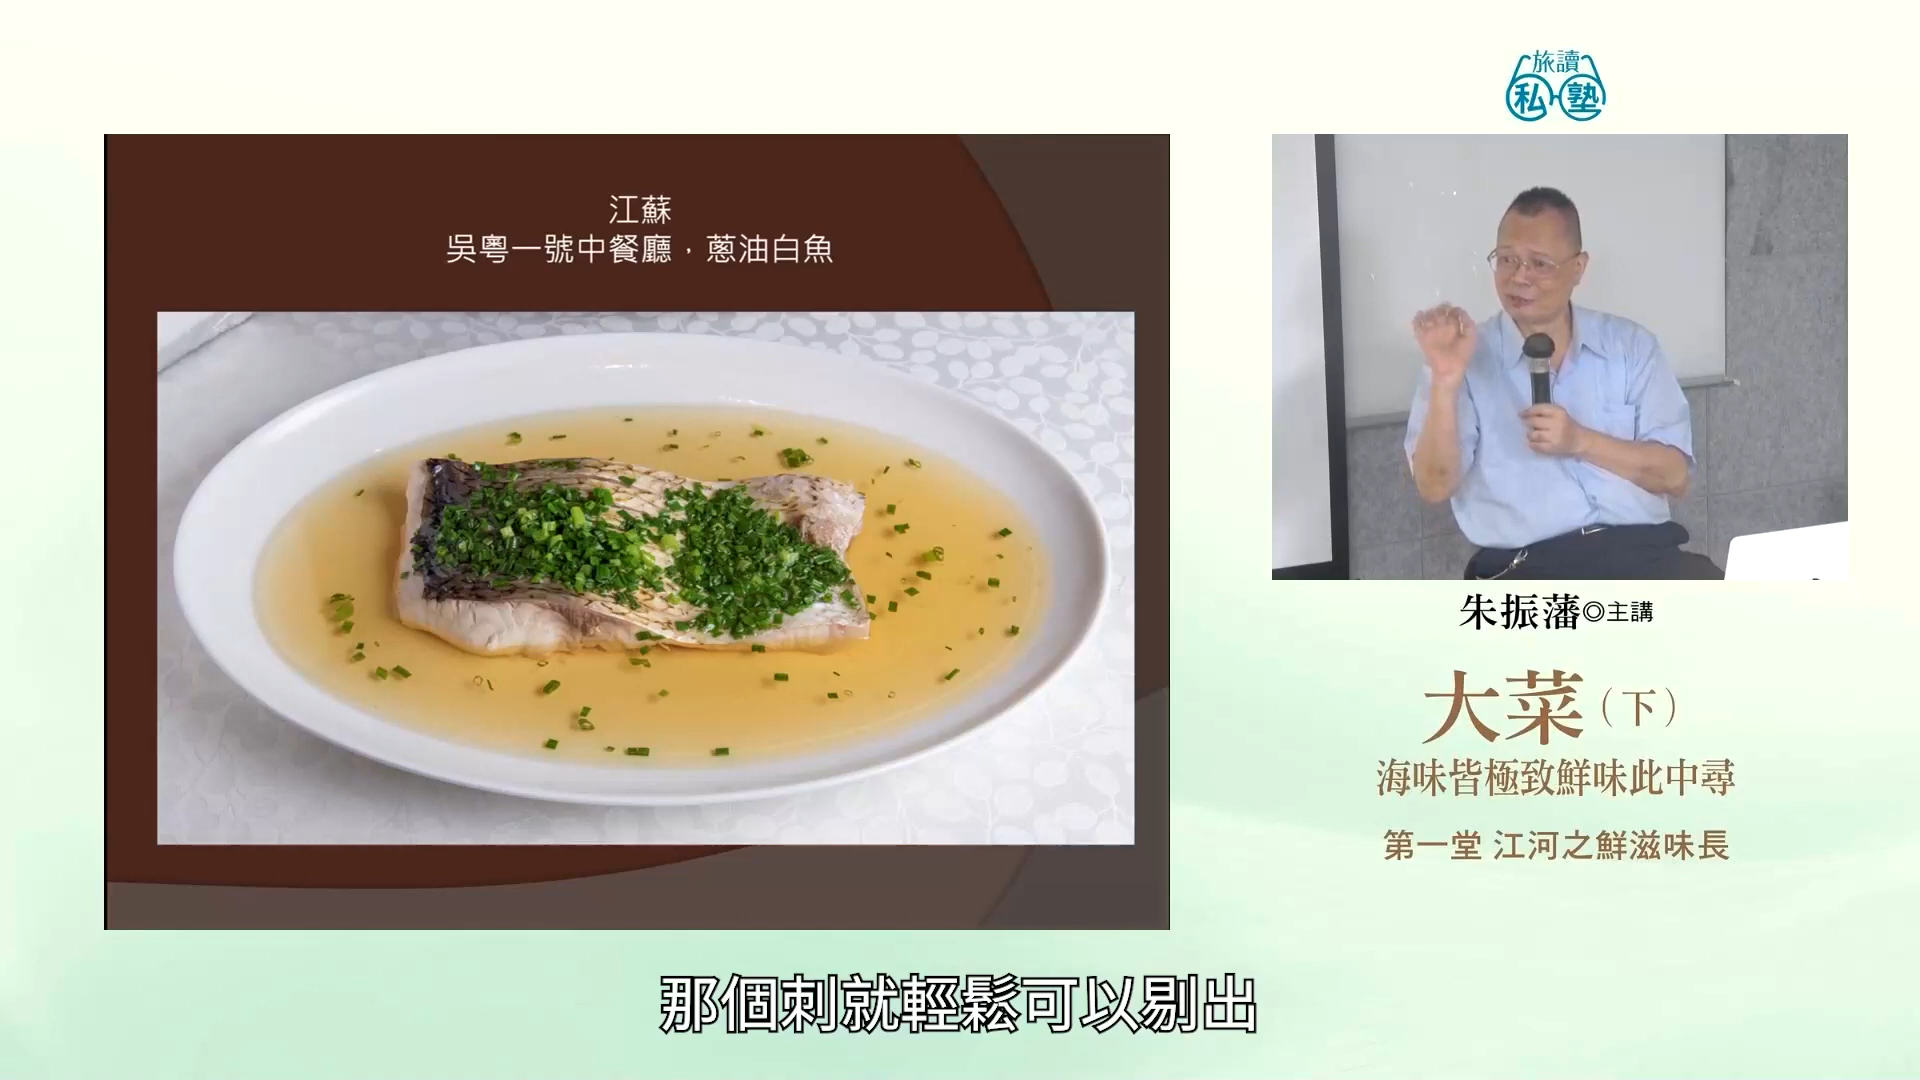 旅讀
私塾
江蘇
吳粵一號中餐廳，蔥油白魚
朱振藩◎主講
大菜（下）
海味皆極致鮮味此中尋
第一堂 江河之鮮滋味長
那個刺就輕鬆可以剔出